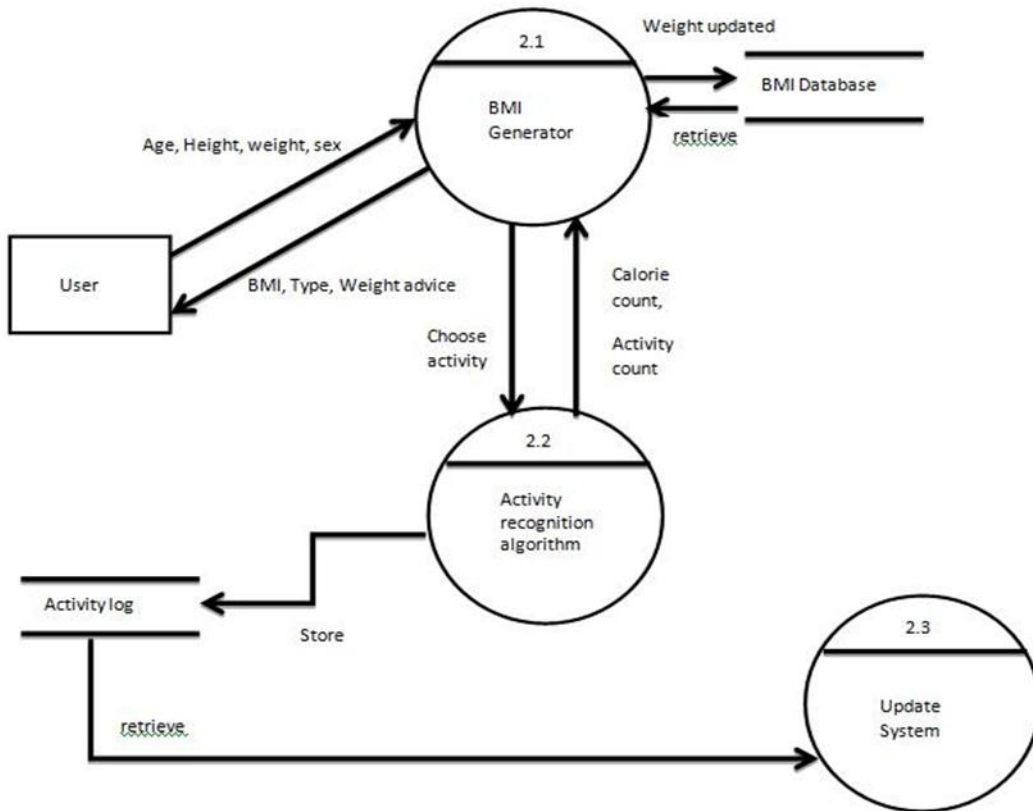 2.1
BMI
Generator
Weight updated
BMI Database
retrieve
Age, Height, weight, sex
User
BMI, Type, Weight advice
Choose
activity
Calorie
count,
Activity
count
2.2
Activity
recognition
algorithm
Activity log
Store
retrieve
2.3
Update
System